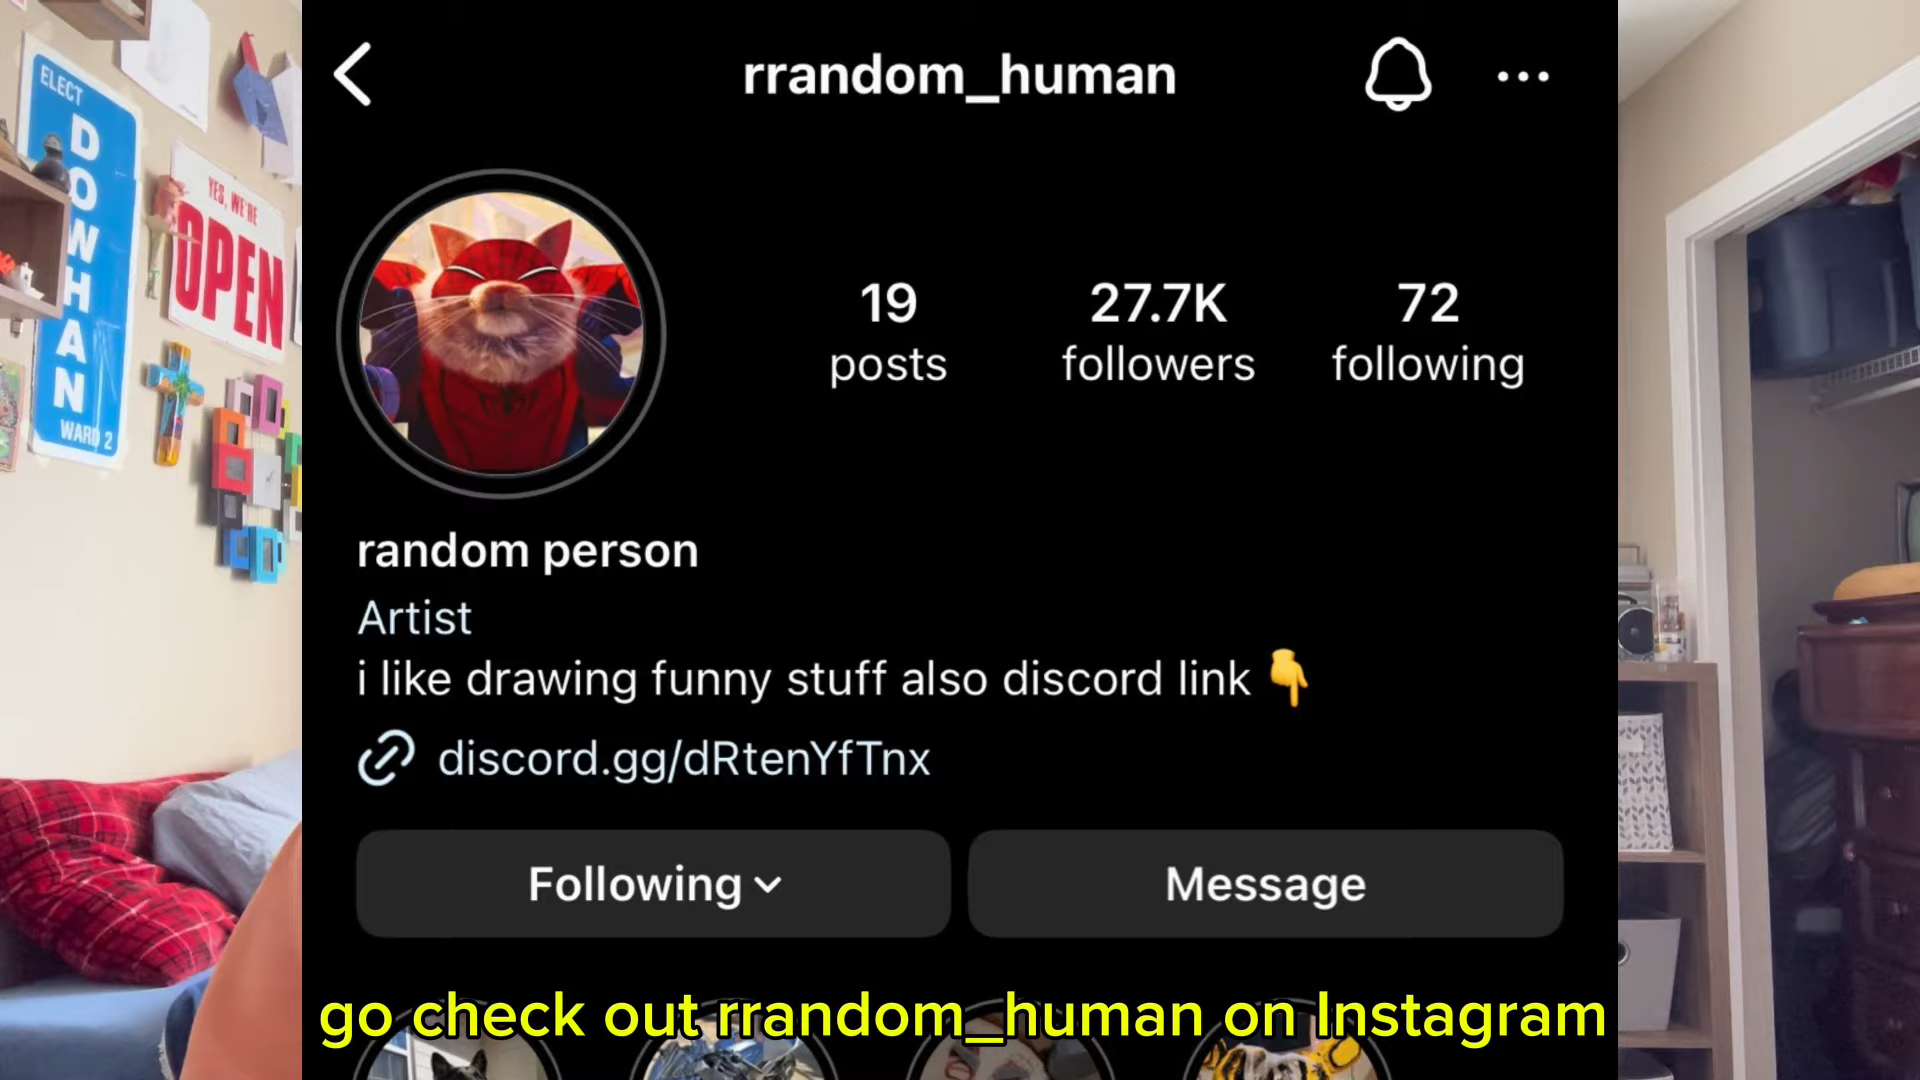 ELECT
DOWHAN
WARD 2
YES, WE'RE
OPEN
rrandom_human
19
posts
27.7K
followers
72
following
random person
Artist
i like drawing funny stuff also discord link 👇
discord.gg/dRtenYfTnx
Following
Message
go check out rrandom_human on Instagram